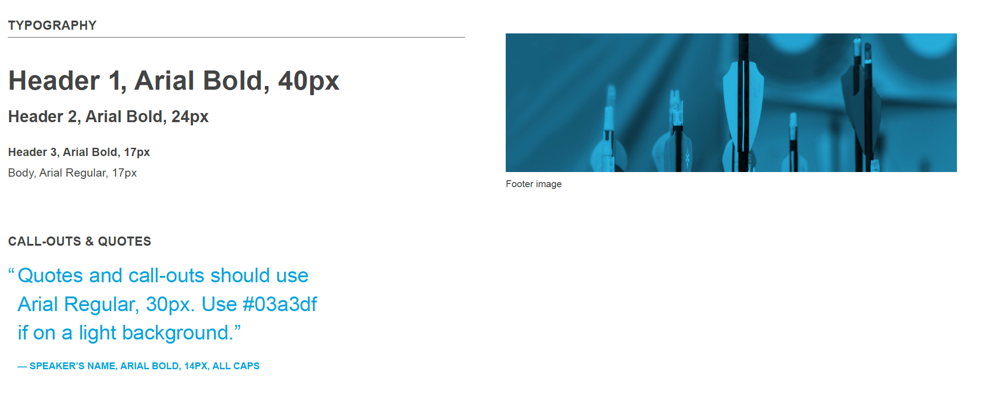 TYPOGRAPHY
Header 1, Arial Bold, 40px
Header 2, Arial Bold, 24px
Header 3, Arial Bold, 17px
Body, Arial Regular, 17px
Footer image
CALL-OUTS & QUOTES
“Quotes and call-outs should use
Arial Regular, 30px. Use #03a3df
if on a light background.”
— SPEAKER’S NAME, ARIAL BOLD, 14PX, ALL CAPS